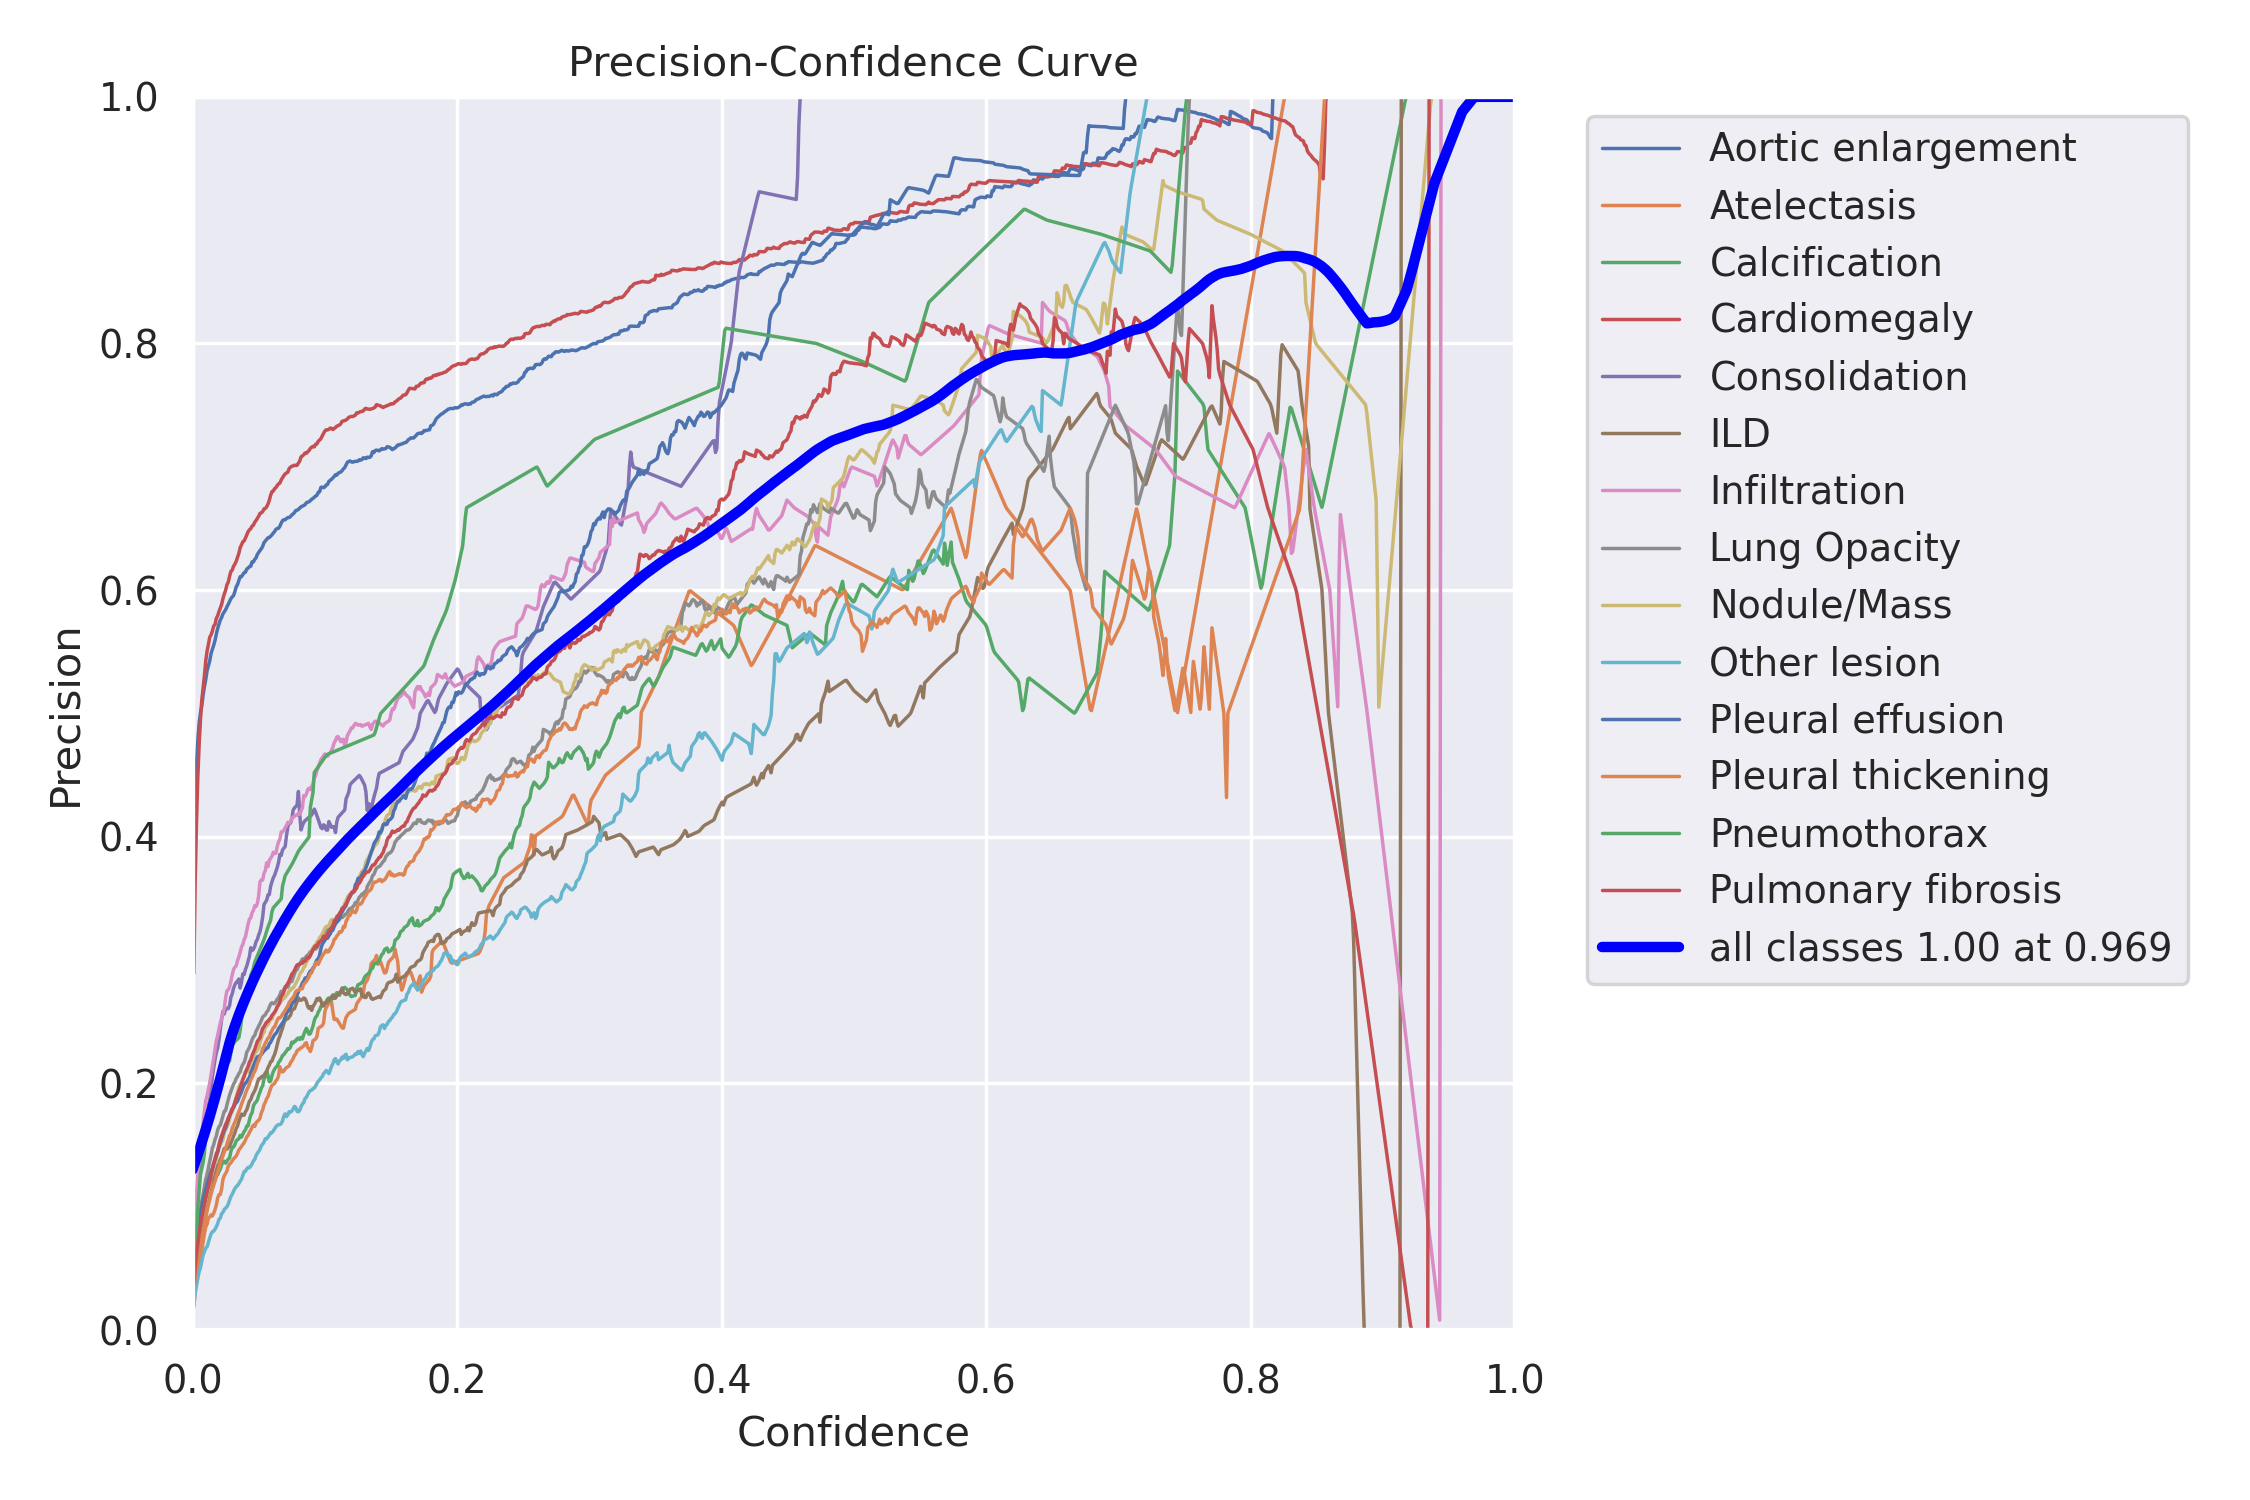 Precision-Confidence Curve
1.0
0.8
0.6
0.4
0.2
0.0
Precision
0.0 0.2 0.4 0.6 0.8 1.0
Confidence
Aortic enlargement
Atelectasis
Calcification
Cardiomegaly
Consolidation
ILD
Infiltration
Lung Opacity
Nodule/Mass
Other lesion
Pleural effusion
Pleural thickening
Pneumothorax
Pulmonary fibrosis
all classes 1.00 at 0.969